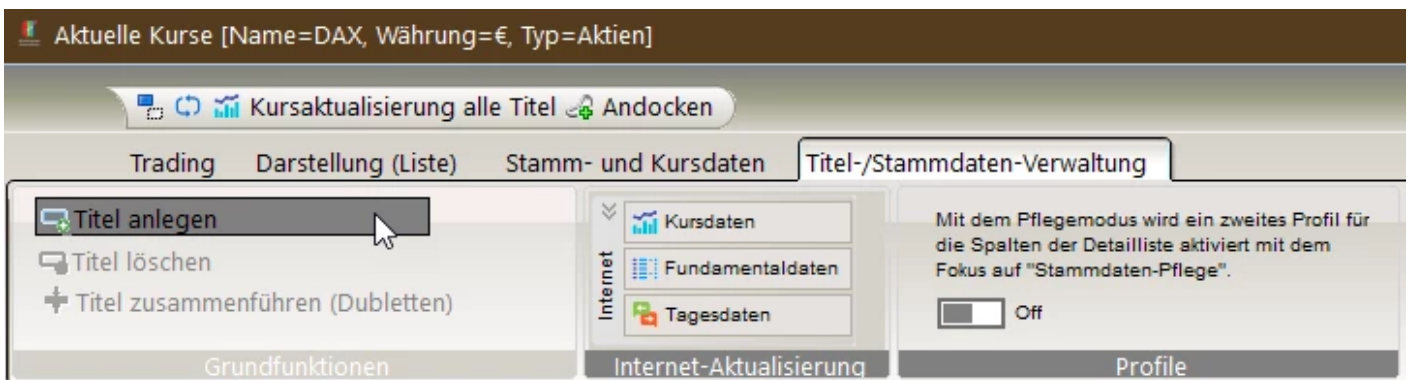 Aktuelle Kurse [Name=DAX, Währung=€, Typ=Aktien]
Kursaktualisierung alle Titel Andocken
Trading Darstellung (Liste) Stamm- und Kursdaten Titel-/Stammdaten-Verwaltung
Titel anlegen
Titel löschen
Titel zusammenführen (Dubletten)
Grundfunktionen
Internet
Kursdaten
Fundamentaldaten
Tagesdaten
Internet-Aktualisierung
Mit dem Pflegemodus wird ein zweites Profil für
die Spalten der Detailliste aktiviert mit dem
Fokus auf "Stammdaten-Pflege".
Off
Profile